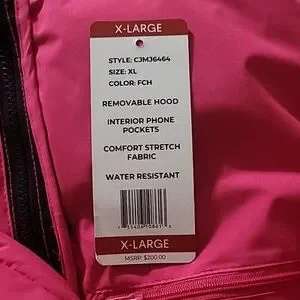 X-LARGE
STYLE: CJMJ6464
SIZE: XL
COLOR: FCH
REMOVABLE HOOD
INTERIOR PHONE
POCKETS
COMFORT STRETCH
FABRIC
WATER RESISTANT
X-LARGE
MSRP: $200.00